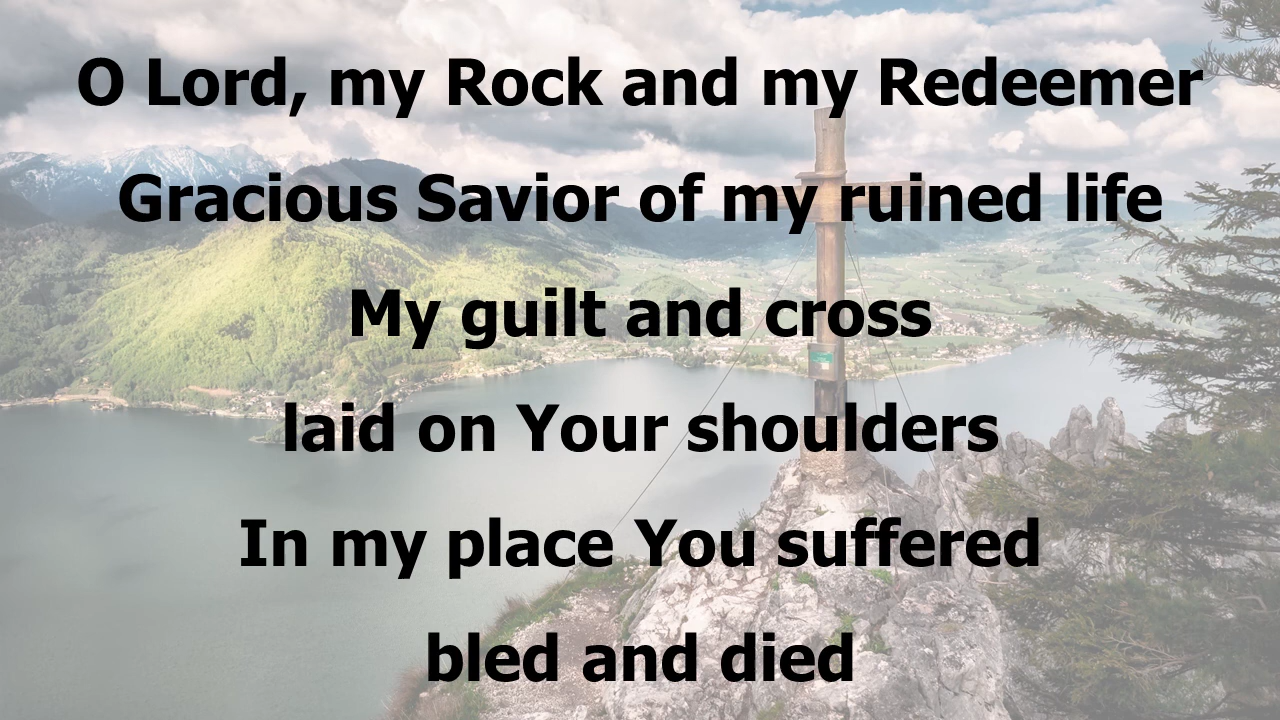 O Lord, my Rock and my Redeemer
Gracious Savior of my ruined life
My guilt and cross
laid on Your shoulders
In my place You suffered
bled and died